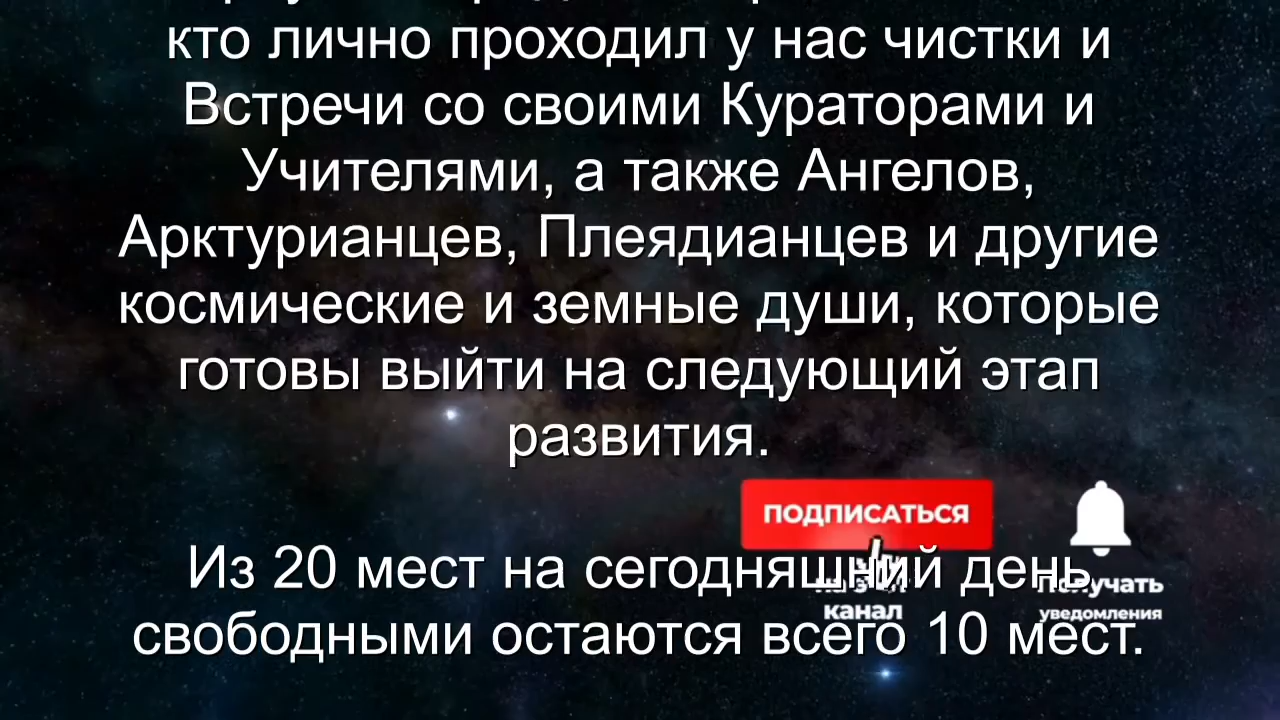 кто лично проходил у нас чистки и
Встречи со своими Кураторами и
Учителями, а также Ангелов,
Арктурианцев, Плеядианцев и другие
космические и земные души, которые
готовы выйти на следующий этап
развития.
ПОДПИСАТЬСЯ
Из 20 мест на сегодняшний день
канал
Получать
уведомления
свободными остаются всего 10 мест.